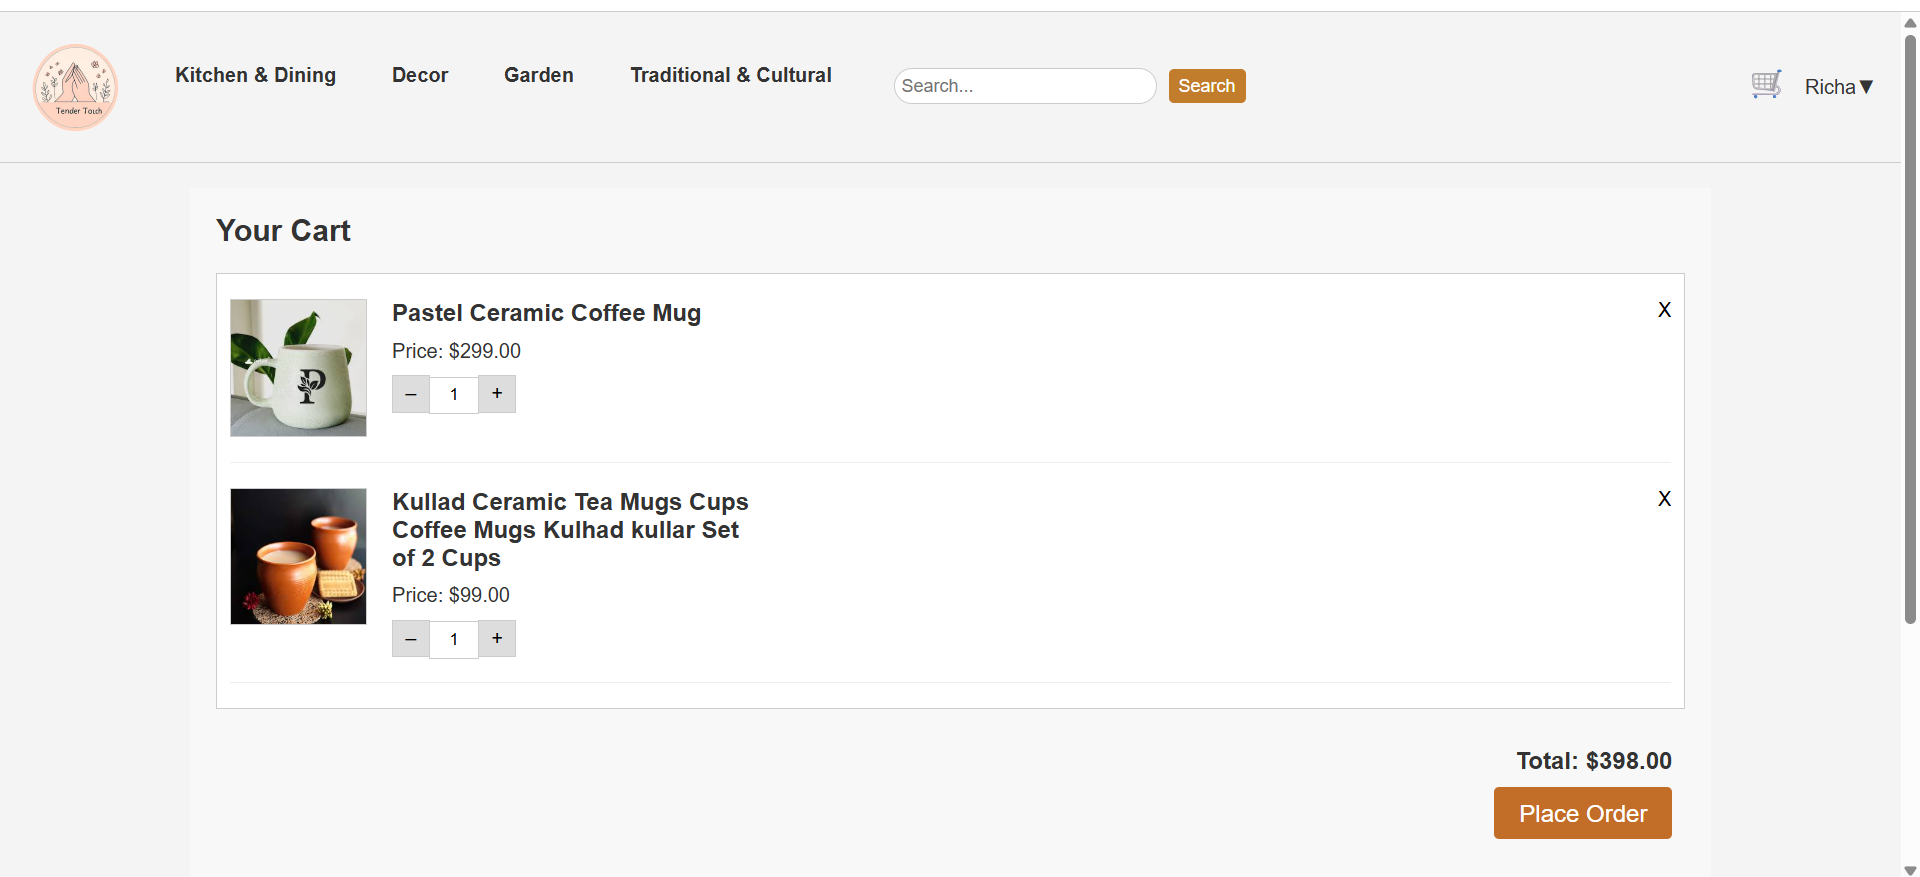 Tender Touch
Kitchen & Dining
Decor
Garden
Traditional & Cultural
Search...
Search
Richa▼
Your Cart
Pastel Ceramic Coffee Mug
X
Price: $299.00
– 1 +
P
Kullad Ceramic Tea Mugs Cups
Coffee Mugs Kulhad kullar Set
of 2 Cups
X
Price: $99.00
– 1 +
Total: $398.00
Place Order